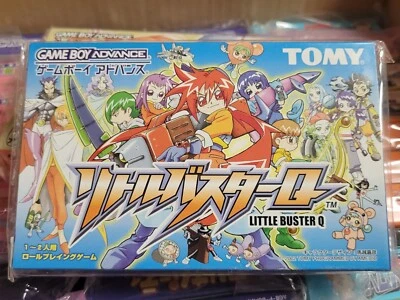 GAME BOY ADVANCE
ゲームボーイ アドバンス
TOMY
リトルバスターQ
TM
LITTLE BUSTER Q
1~2人用
ロールプレイングゲーム